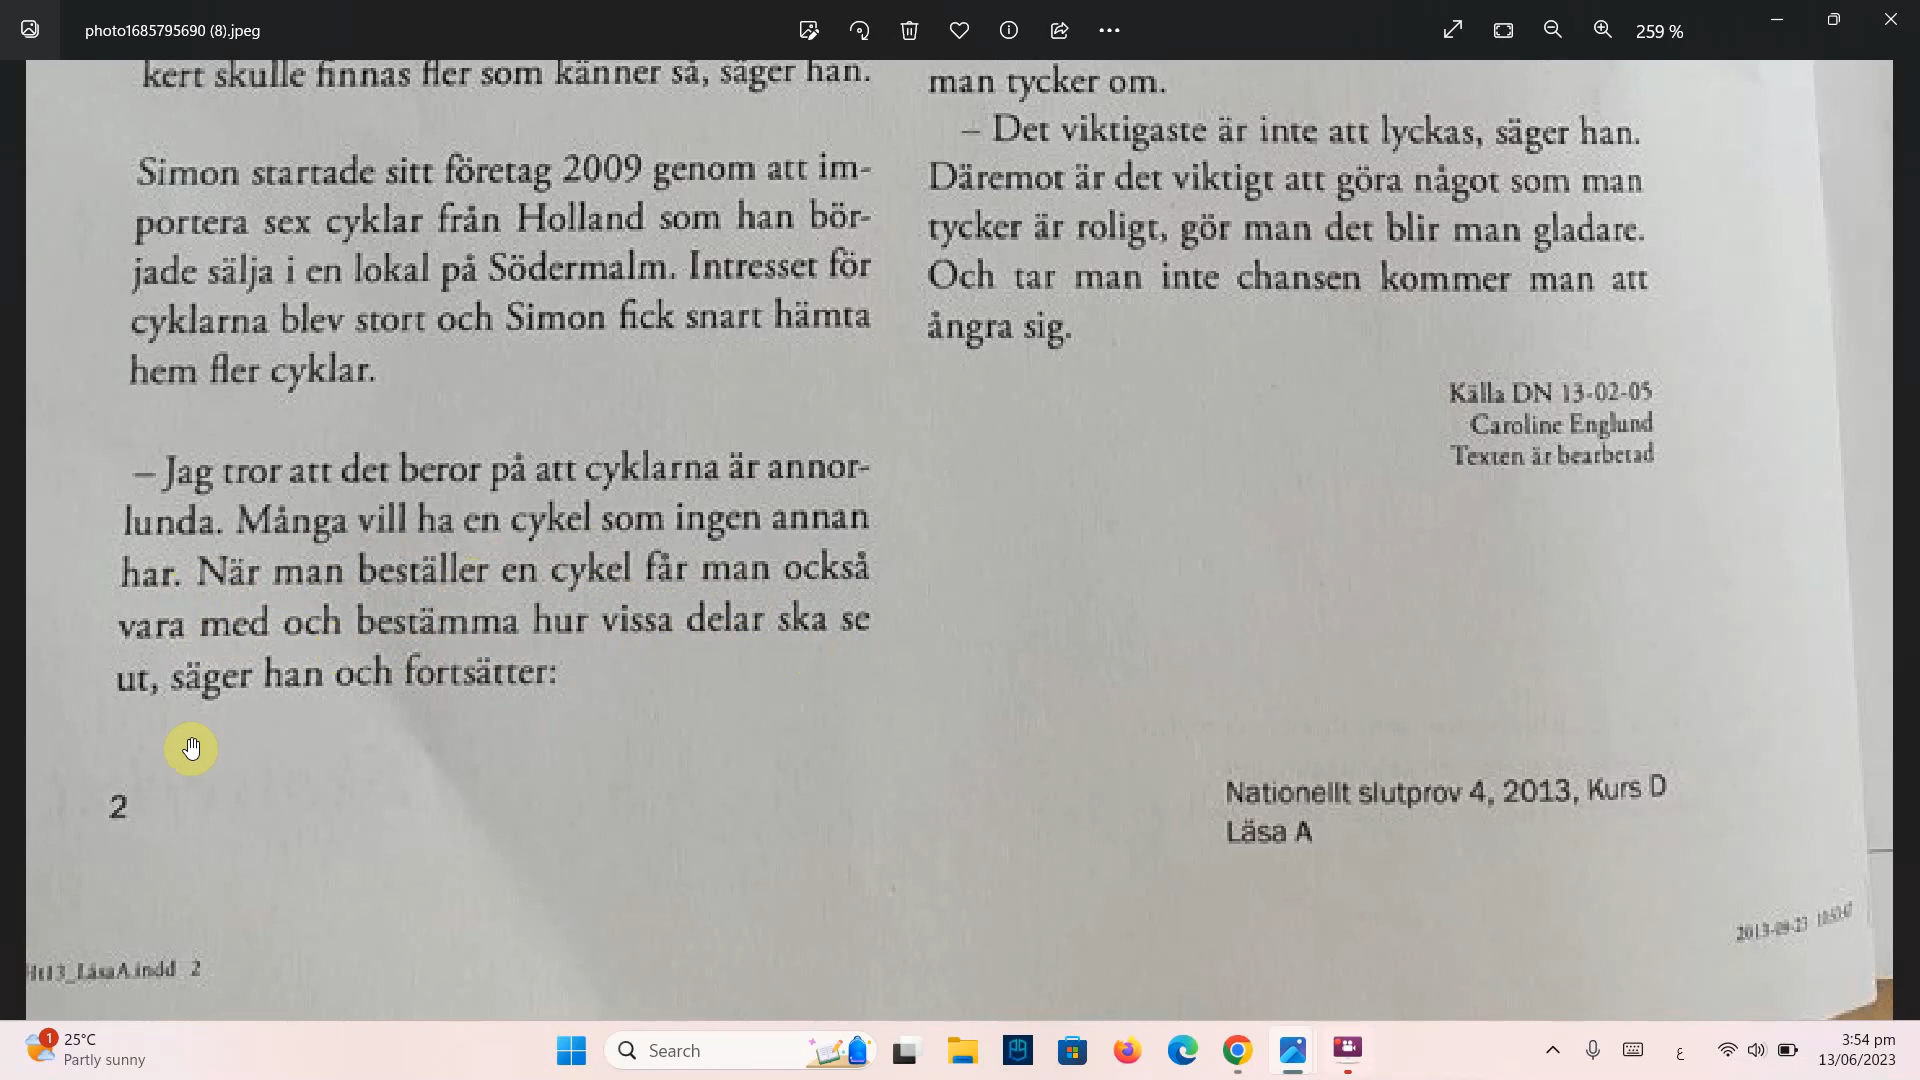 photo1685795690 (8).jpeg
259 %
kert skulle finnas fler som känner så, säger han.
Simon startade sitt företag 2009 genom att im-
portera sex cyklar från Holland som han bör-
jade sälja i en lokal på Södermalm. Intresset för
cyklarna blev stort och Simon fick snart hämta
hem fler cyklar.
– Jag tror att det beror på att cyklarna är annor-
lunda. Många vill ha en cykel som ingen annan
har. När man beställer en cykel får man också
vara med och bestämma hur vissa delar ska se
ut, säger han och fortsätter:
2
man tycker om.
– Det viktigaste är inte att lyckas, säger han.
Däremot är det viktigt att göra något som man
tycker är roligt, gör man det blir man gladare.
Och tar man inte chansen kommer man att
ångra sig.
Källa DN 13-02-05
Caroline Englund
Texten är bearbetad
Nationellt slutprov 4, 2013, Kurs D
Läsa A
Ht13_LäsaA.indd 2
2013-09-23 10:50:47
1
25°C
Partly sunny
Search
ع
3:54 pm
13/06/2023